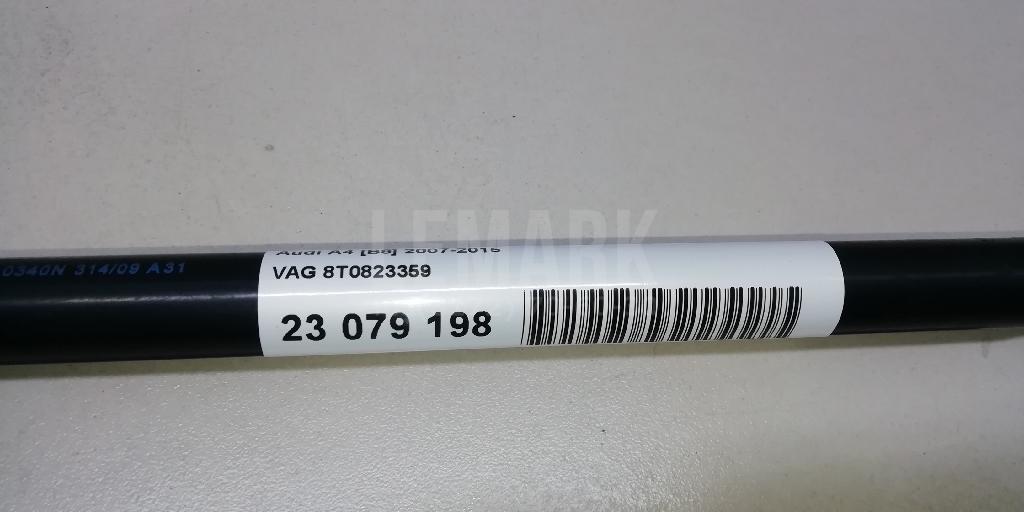 LEMARK
Audi A4 [B8] 2007-2015
0340N 314/09 A31
VAG 8T0823359
23 079 198